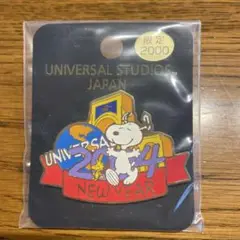 限定
2000
UNIVERSAL STUDIOS
JAPAN
UNIVERSAL
2004
NEW YEAR